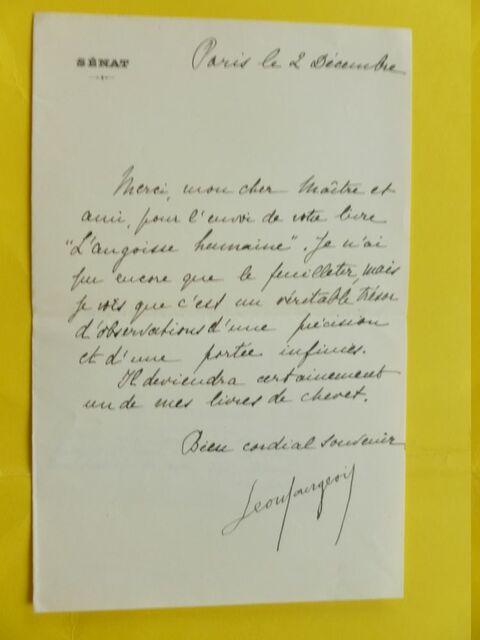 SÉNAT
Paris le 2 Décembre
Merci, mon cher Maître et
ami, pour l'envoi de votre livre
"L'angoisse humaine". Je n'ai
pu encore que le feuilleter, mais
je vois que c'est un véritable trésor
d'observations d'une précision
et d'une portée infinies.
Il deviendra certainement
un de mes livres de chevet.
Bien cordial souvenir
Leon Bourgeois